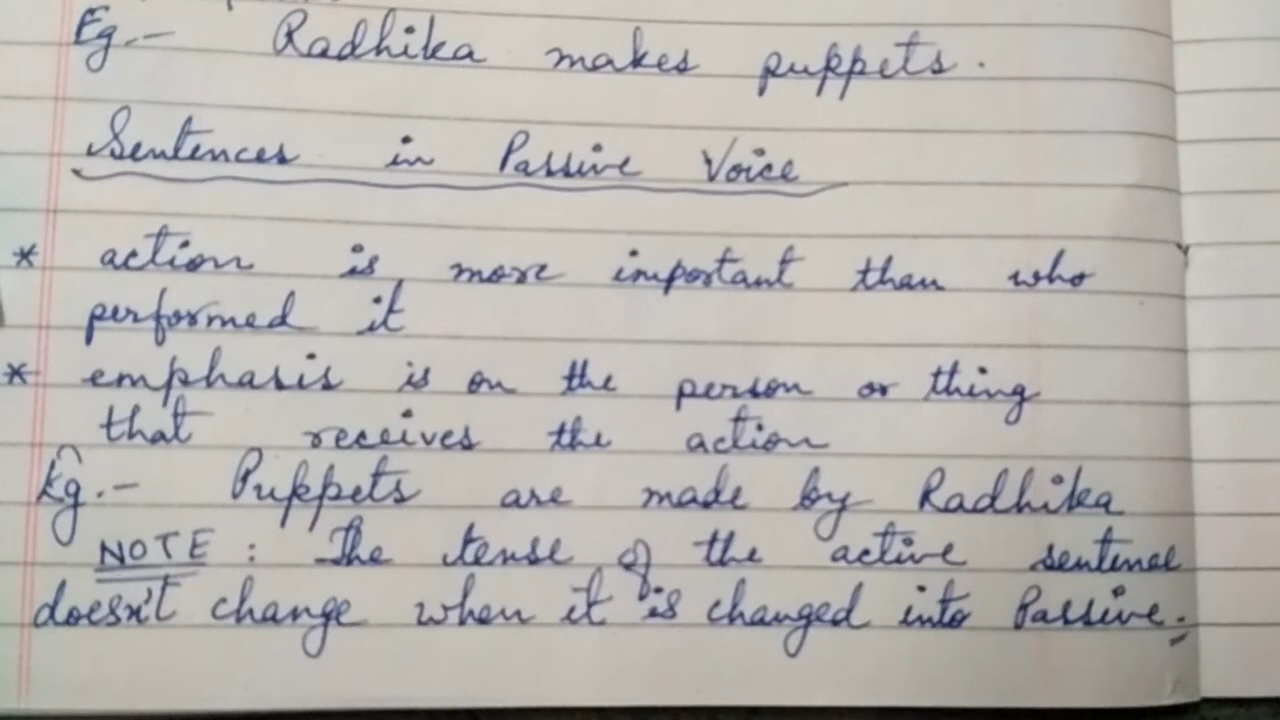 Eg.- Radhika makes puppets.
Sentences in Passive Voice
* action is more important than who
performed it
* emphasis is on the person or thing
that receives the action
Eg.- Puppets are made by Radhika
NOTE : The tense of the active sentence
doesn't change when it is changed into Passive.